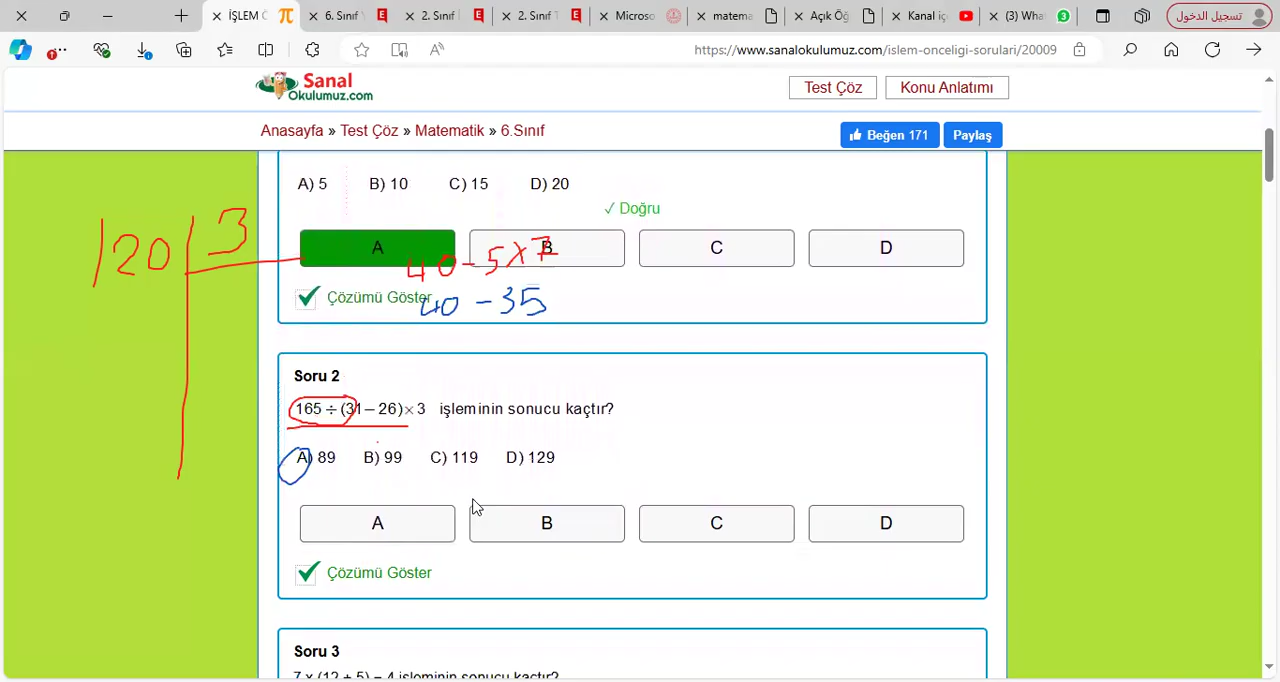 İŞLEM Ö
6. Sınıf
2. Sınıf
2. Sınıf T
Microso
matema
Açık Öğ
Kanal iç
(3) Wha
تسجيل الدخول
https://www.sanalokulumuz.com/islem-onceligi-sorulari/20009
Sanal
Okulumuz.com
Test Çöz
Konu Anlatımı
Anasayfa » Test Çöz » Matematik » 6.Sınıf
Beğen 171
Paylaş
A) 5 B) 10 C) 15 D) 20
✓ Doğru
A B C D
120 3
40 - 5 x 7
Çözümü Göster
40 - 35
Soru 2
165 ÷ (31 − 26) × 3 işleminin sonucu kaçtır?
A) 89 B) 99 C) 119 D) 129
A B C D
Çözümü Göster
Soru 3
7 x (12 + 5) − 4 işleminin sonucu kaçtır?